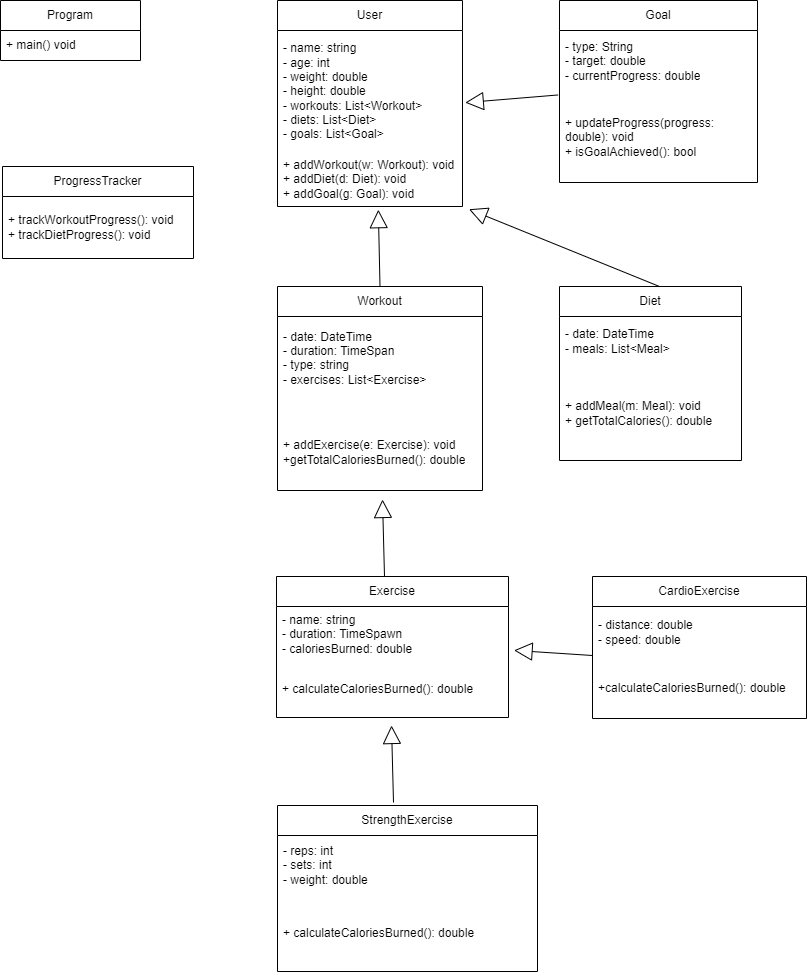 Program
+ main() void
User
- name: string
- age: int
- weight: double
- height: double
- workouts: List<Workout>
- diets: List<Diet>
- goals: List<Goal>
+ addWorkout(w: Workout): void
+ addDiet(d: Diet): void
+ addGoal(g: Goal): void
Goal
- type: String
- target: double
- currentProgress: double
+ updateProgress(progress:
double): void
+ isGoalAchieved(): bool
ProgressTracker
+ trackWorkoutProgress(): void
+ trackDietProgress(): void
Workout
- date: DateTime
- duration: TimeSpan
- type: string
- exercises: List<Exercise>
+ addExercise(e: Exercise): void
+getTotalCaloriesBurned(): double
Diet
- date: DateTime
- meals: List<Meal>
+ addMeal(m: Meal): void
+ getTotalCalories(): double
Exercise
- name: string
- duration: TimeSpawn
- caloriesBurned: double
+ calculateCaloriesBurned(): double
CardioExercise
- distance: double
- speed: double
+calculateCaloriesBurned(): double
StrengthExercise
- reps: int
- sets: int
- weight: double
+ calculateCaloriesBurned(): double